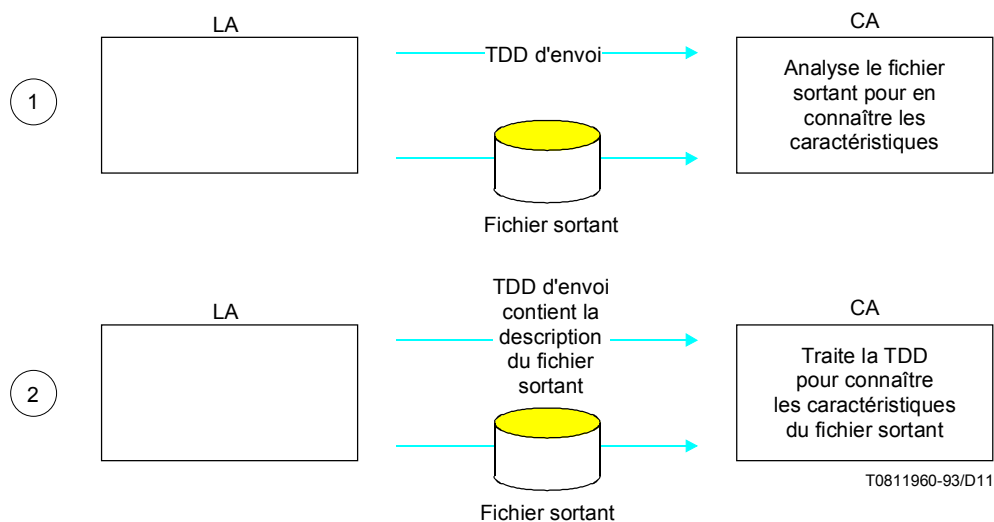 LA
CA
1
TDD d'envoi
Analyse le fichier
sortant pour en
connaître les
caractéristiques
Fichier sortant
LA
CA
2
TDD d'envoi
contient la
description
du fichier
sortant
Traite la TDD
pour connaître
les caractéristiques
du fichier sortant
Fichier sortant
T0811960-93/D11